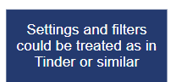 Settings and filters
could be treated as in
Tinder or similar